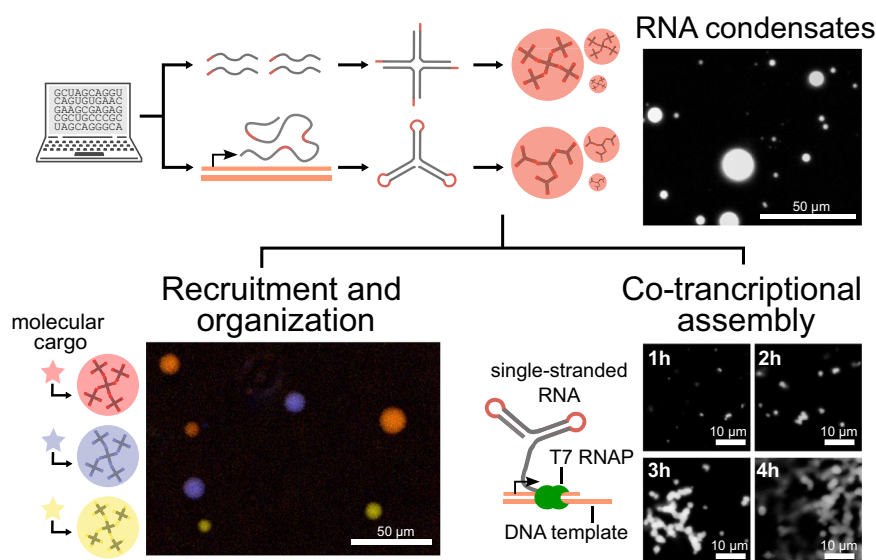 RNA condensates
GCUAGCAGGU
CAGUGUGAAC
GAAGCGAGAG
CGCUGCCCGC
UAGCAGGGCA
50 µm
Recruitment and
organization
molecular
cargo
50 µm
Co-trancriptional
assembly
single-stranded
RNA
T7 RNAP
DNA template
1h
10 µm
2h
10 µm
3h
10 µm
4h
10 µm